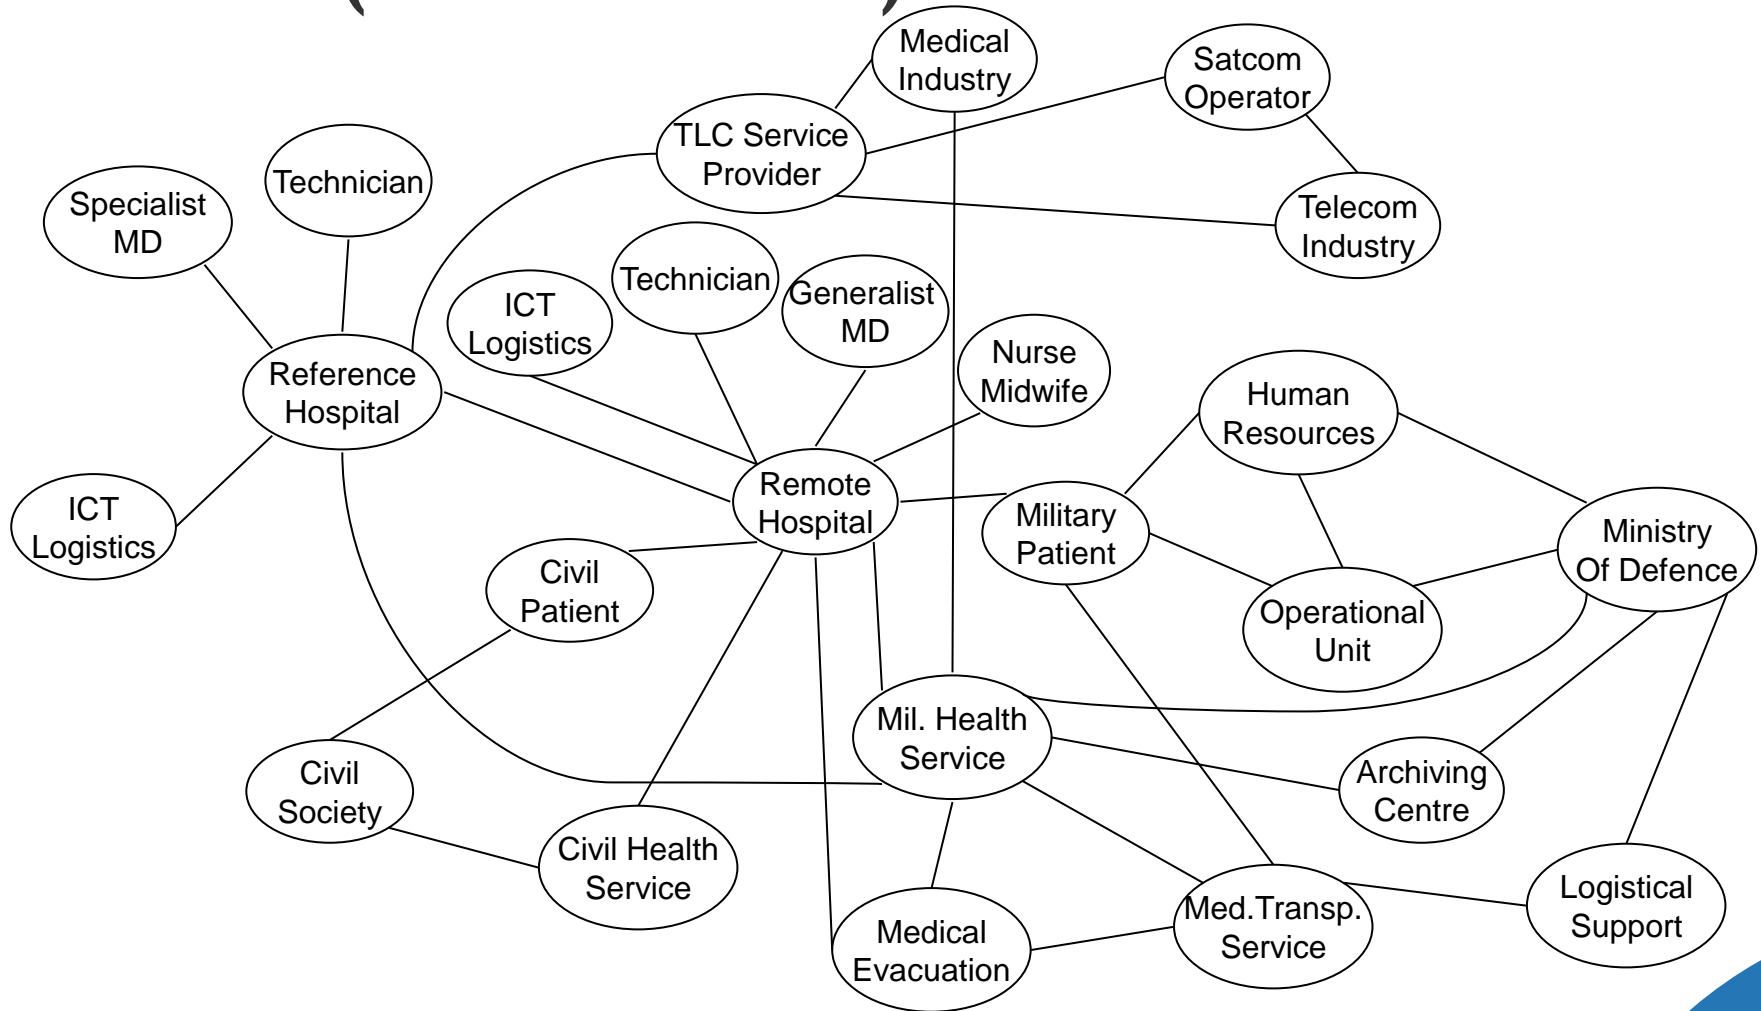 Medical
Industry
Satcom
Operator
TLC Service
Provider
Technician
Specialist
MD
Telecom
Industry
Technician
Generalist
MD
ICT
Logistics
Nurse
Midwife
Reference
Hospital
Human
Resources
Remote
Hospital
ICT
Logistics
Military
Patient
Ministry
Of Defence
Civil
Patient
Operational
Unit
Mil. Health
Service
Civil
Society
Archiving
Centre
Civil Health
Service
Logistical
Support
Med.Transp.
Service
Medical
Evacuation